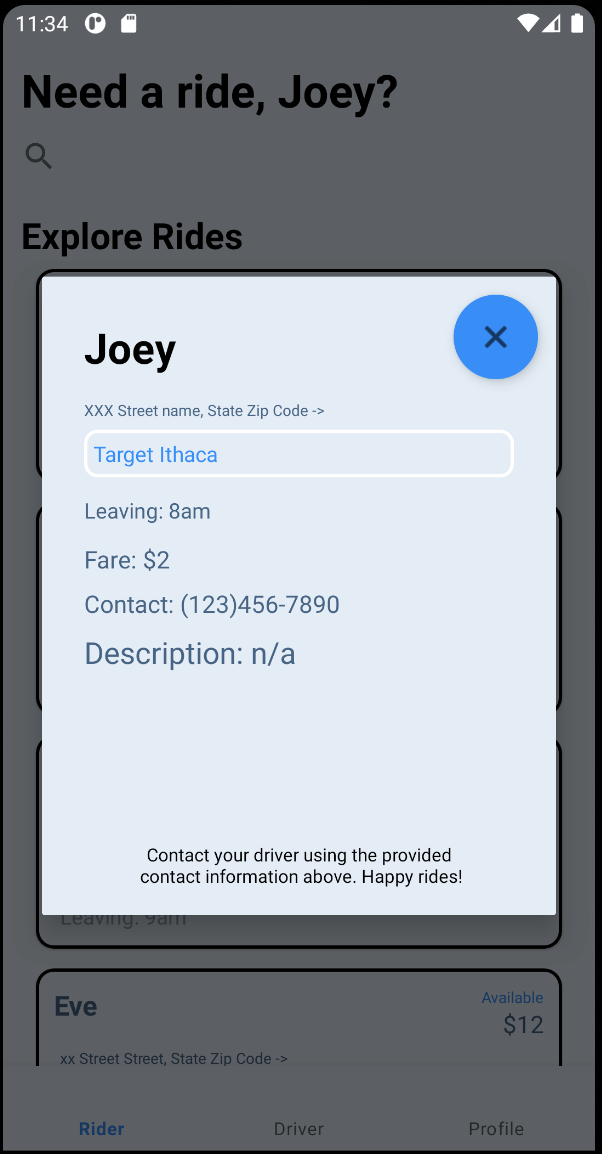 11:34
Need a ride, Joey?
Explore Rides
Joey
XXX Street name, State Zip Code ->
Target Ithaca
Leaving: 8am
Fare: $2
Contact: (123)456-7890
Description: n/a
Contact your driver using the provided
contact information above. Happy rides!
Leaving: 9am
Eve
Available
$12
xx Street Street, State Zip Code ->
Rider
Driver
Profile